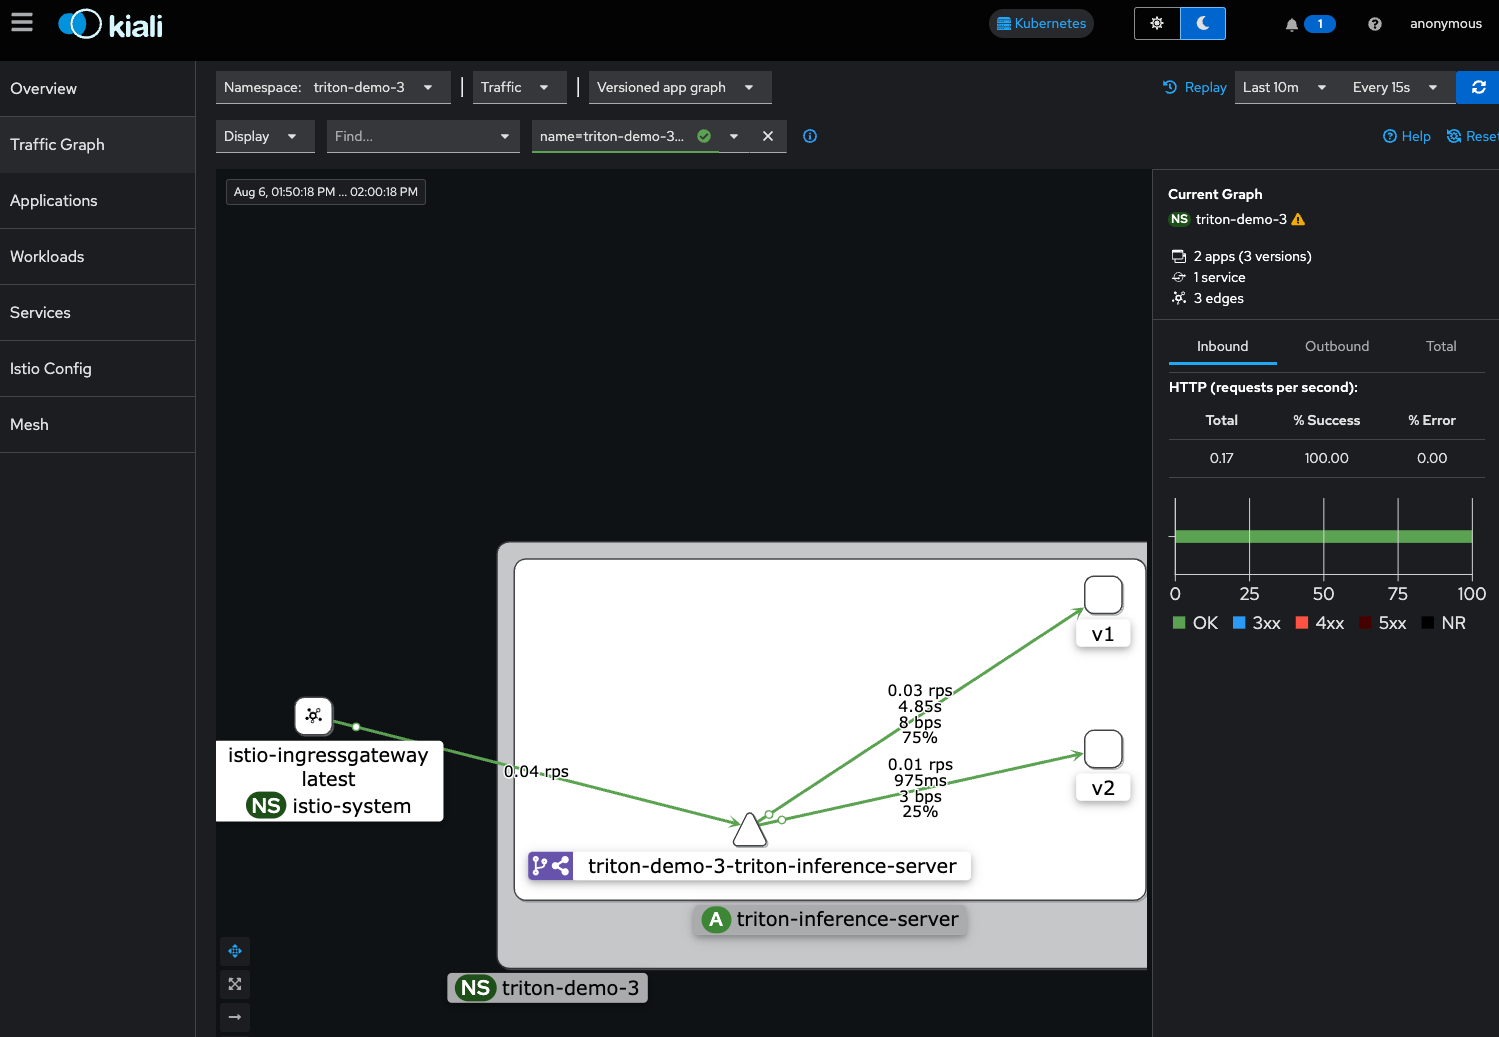 kiali
Kubernetes
1
anonymous
Overview
Traffic Graph
Applications
Workloads
Services
Istio Config
Mesh
Namespace: triton-demo-3
Traffic
Versioned app graph
Replay
Last 10m
Every 15s
Display
Find...
name=triton-demo-3...
Help
Reset
Aug 6, 01:50:18 PM ... 02:00:18 PM
v1
0.03 rps
4.85s
8 bps
75%
v2
0.01 rps
975ms
3 bps
25%
0.04 rps
istio-ingressgateway
latest
NS istio-system
triton-demo-3-triton-inference-server
A triton-inference-server
NS triton-demo-3
Current Graph
NS triton-demo-3
2 apps (3 versions)
1 service
3 edges
Inbound Outbound Total
HTTP (requests per second):
Total % Success % Error
0.17 100.00 0.00
0 25 50 75 100
OK 3xx 4xx 5xx NR